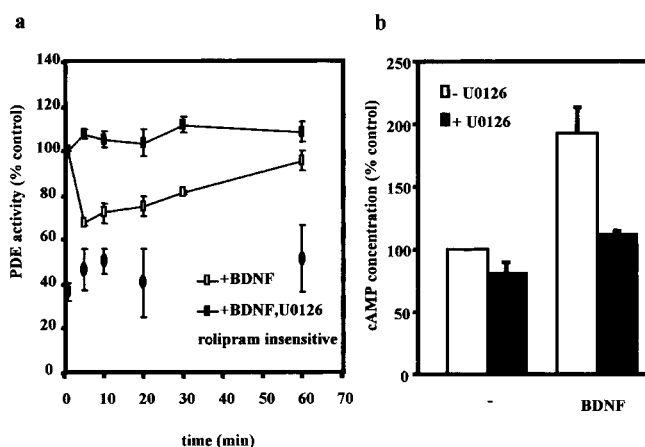 a
PDE activity (% control)
140
120
100
80
60
40
20
0
0 10 20 30 40 50 60 70
time (min)
+BDNF
+BDNF,U0126
rolipram insensitive
b
cAMP concentration (% control)
250
200
150
100
50
0
- U0126
+ U0126
- BDNF